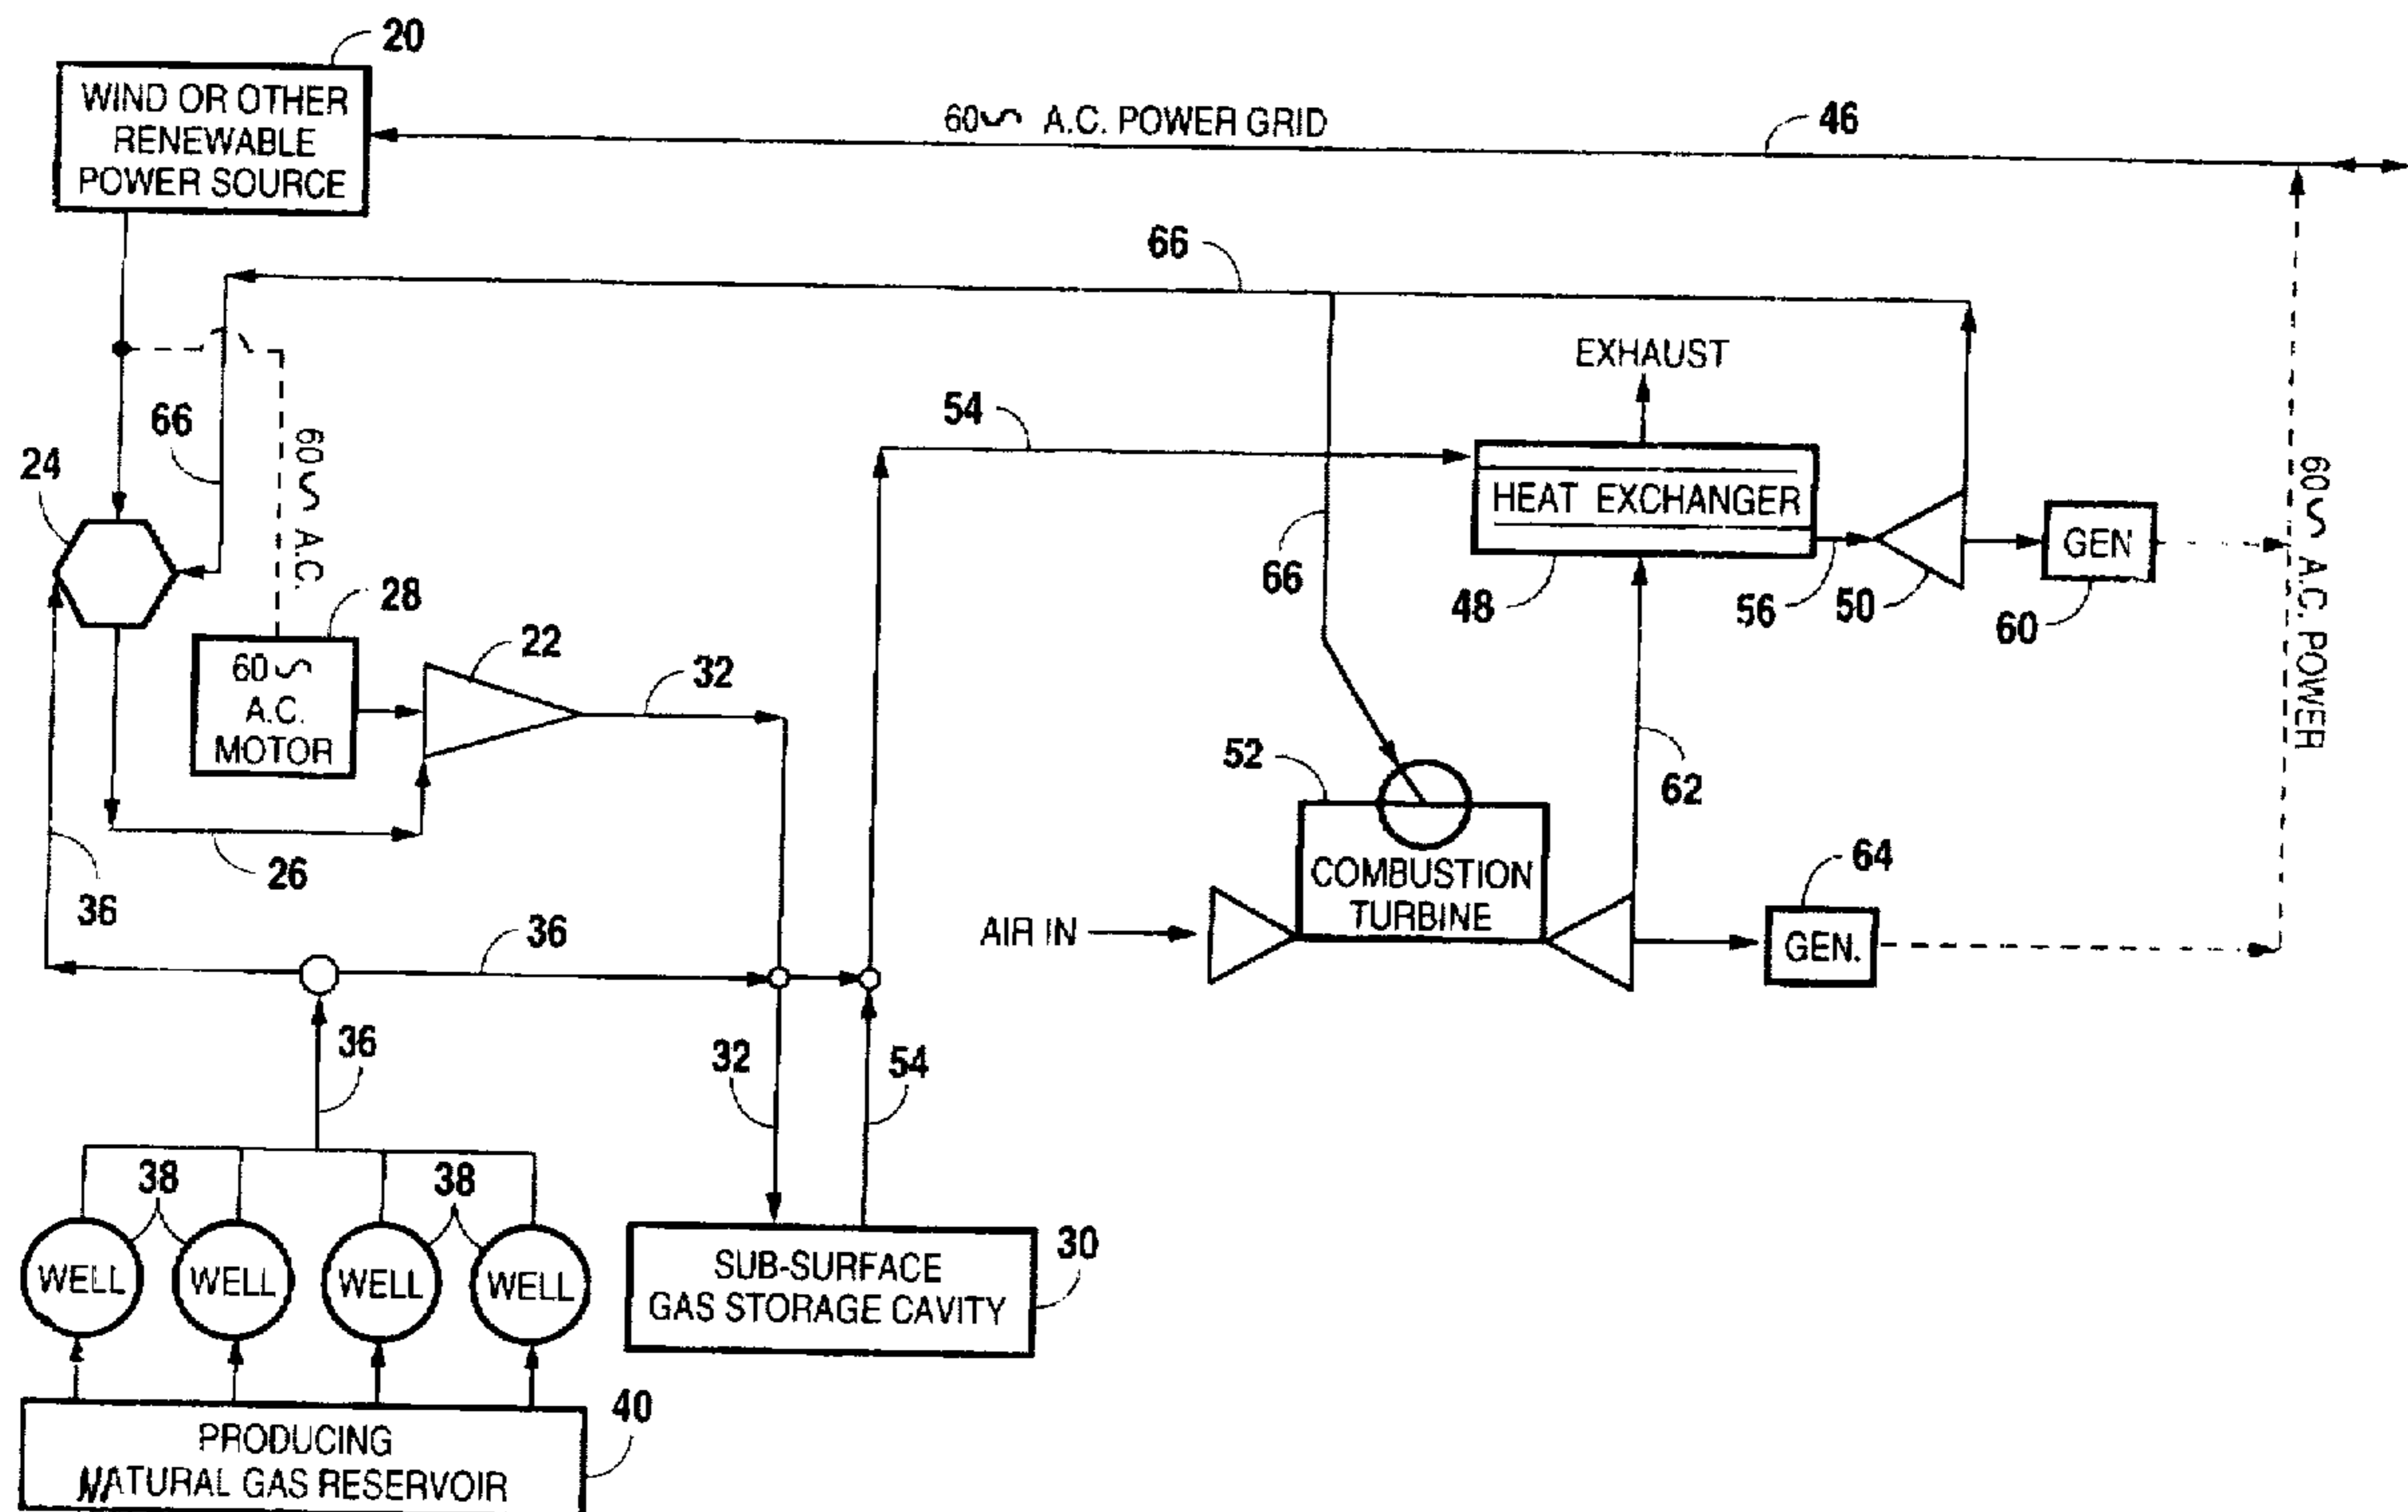 20
WIND OR OTHER
RENEWABLE
POWER SOURCE
60∿ A.C. POWER GRID
46
66
EXHAUST
54
66
24
60∿ A.C.
HEAT EXCHANGER
66
48
56
50
GEN
60
60∿ A.C. POWER
28
60∿
A.C.
MOTOR
22
32
52
62
26
36
COMBUSTION
TURBINE
AIR IN
64
GEN.
36
36
32
54
38
38
WELL
WELL
WELL
WELL
SUB-SURFACE
GAS STORAGE CAVITY
30
40
PRODUCING
NATURAL GAS RESERVOIR